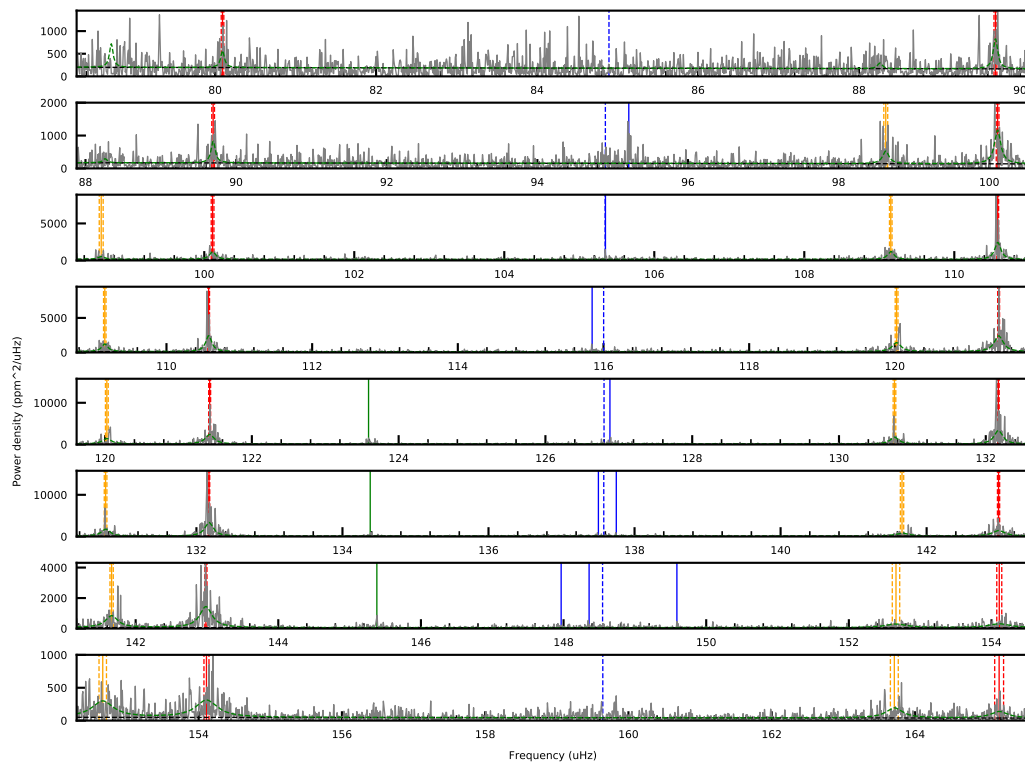 1000
500
0
80 82 84 86 88 90
2000
1000
0
88 90 92 94 96 98 100
5000
0
100 102 104 106 108 110
5000
0
110 112 114 116 118 120
10000
0
120 122 124 126 128 130 132
10000
0
132 134 136 138 140 142
4000
2000
0
142 144 146 148 150 152 154
1000
500
0
154 156 158 160 162 164
Power density (ppm^2/uHz)
Frequency (uHz)